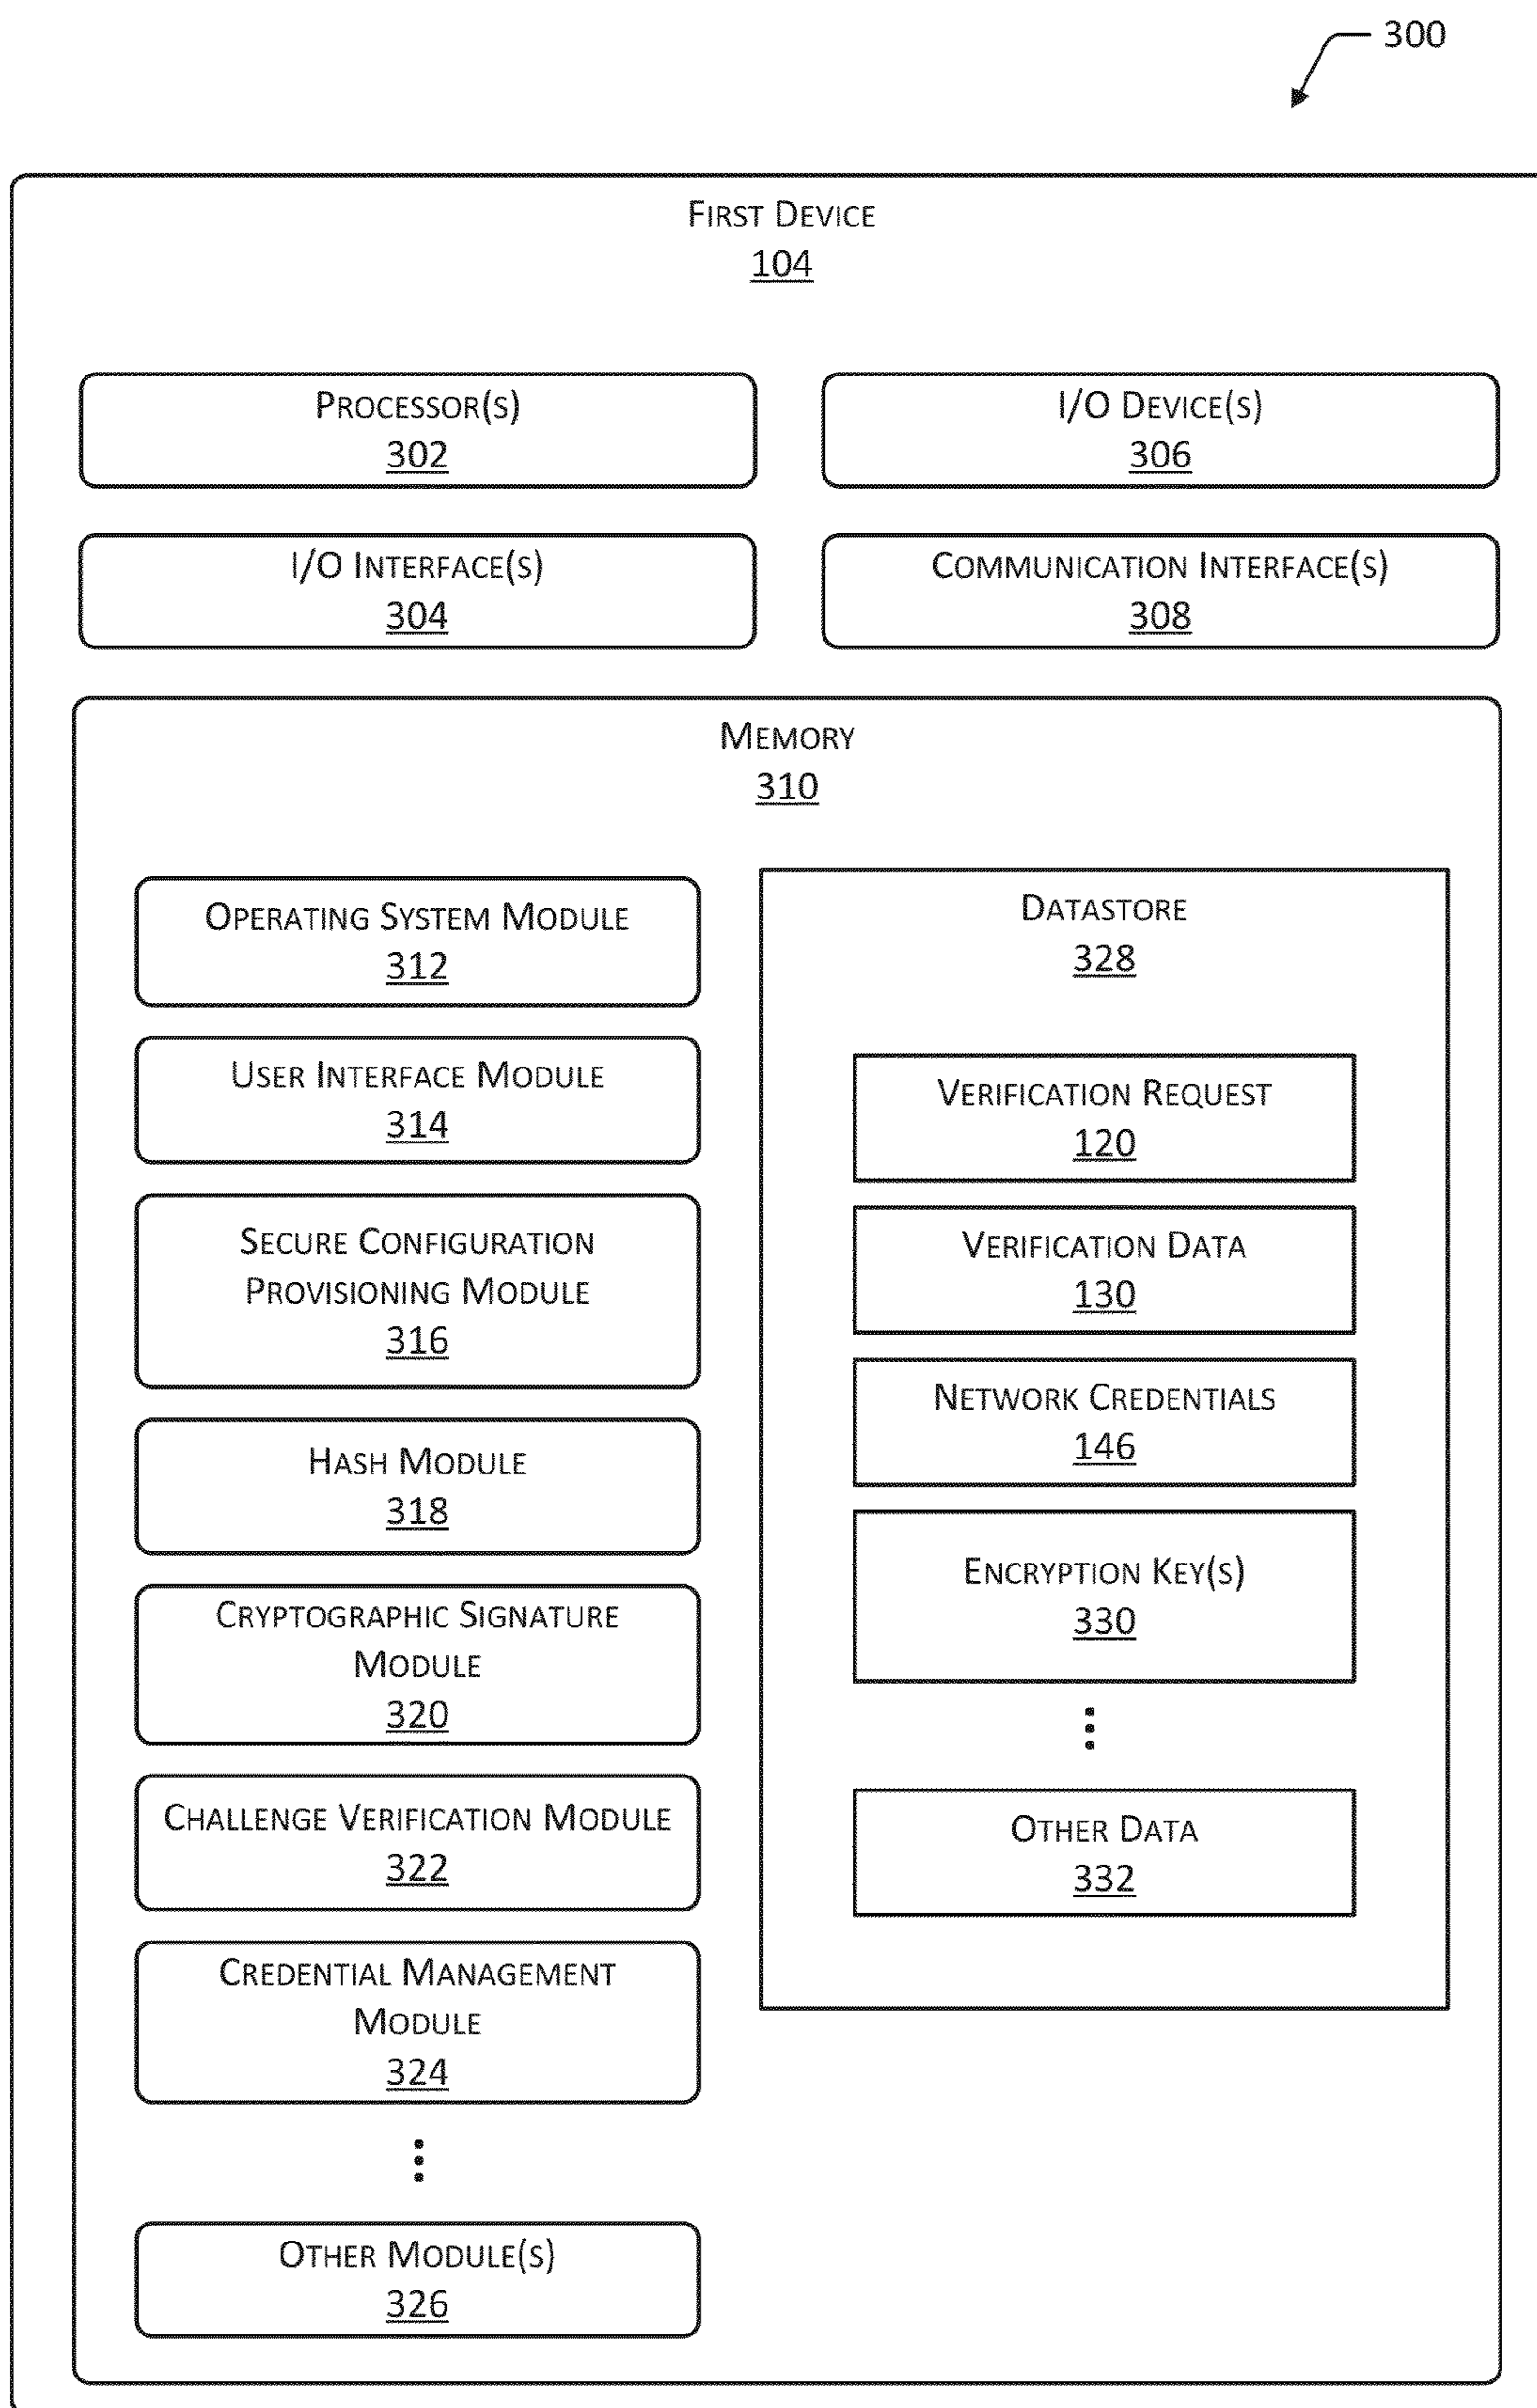 300
First Device
104
Processor(s)
302
I/O Device(s)
306
I/O Interface(s)
304
Communication Interface(s)
308
Memory
310
Operating System Module
312
User Interface Module
314
Secure Configuration
Provisioning Module
316
Hash Module
318
Cryptographic Signature
Module
320
Challenge Verification Module
322
Credential Management
Module
324
Other Module(s)
326
Datastore
328
Verification Request
120
Verification Data
130
Network Credentials
146
Encryption Key(s)
330
Other Data
332